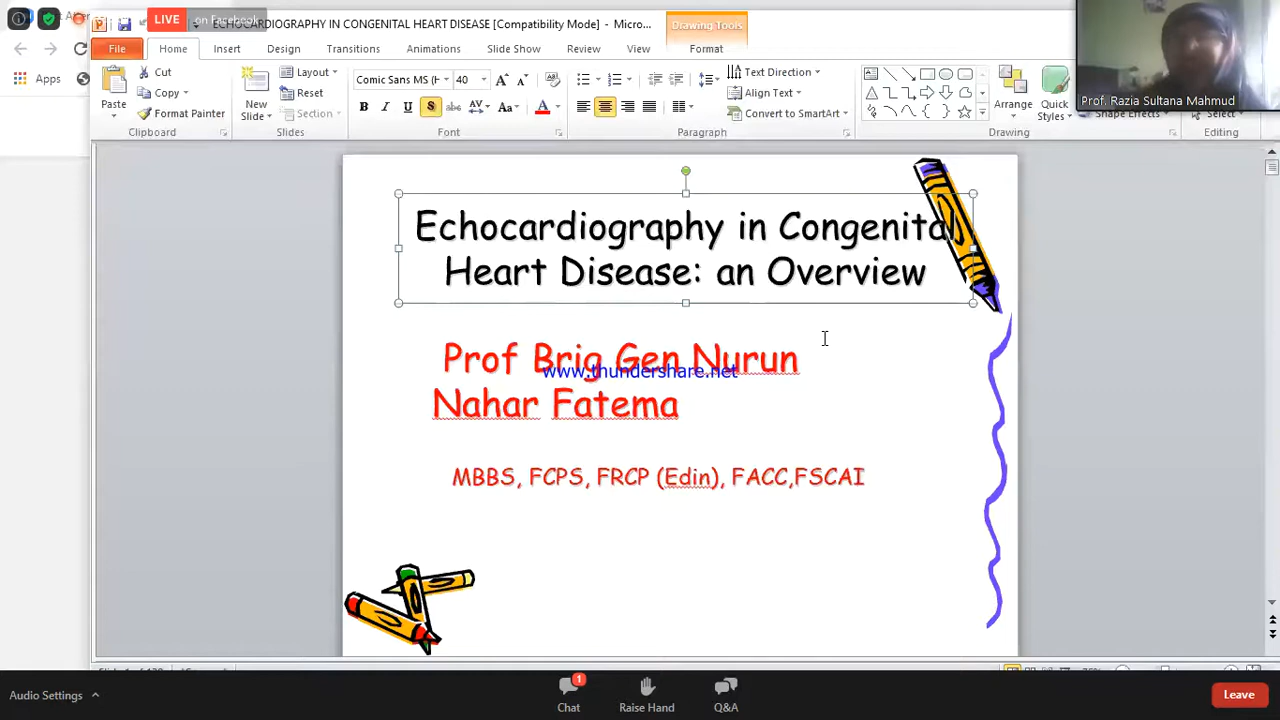 LIVE on Facebook
ECHOCARDIOGRAPHY IN CONGENITAL HEART DISEASE [Compatibility Mode] - Micro...
Drawing Tools
File Home Insert Design Transitions Animations Slide Show Review View Format
Apps
Paste
Cut
Copy
Format Painter
Clipboard
New
Slide
Layout
Reset
Section
Slides
Comic Sans MS (H 40
B I U S abc AV Aa A
Font
Text Direction
Align Text
Convert to SmartArt
Paragraph
Arrange
Quick
Styles
Shape Effects
Drawing
Select
Editing
Prof. Razia Sultana Mahmud
Echocardiography in Congenital
Heart Disease: an Overview
Prof Brig Gen Nurun
www.thundershare.net
Nahar Fatema
MBBS, FCPS, FRCP (Edin), FACC,FSCAI
Audio Settings
1
Chat
Raise Hand
Q&A
Leave